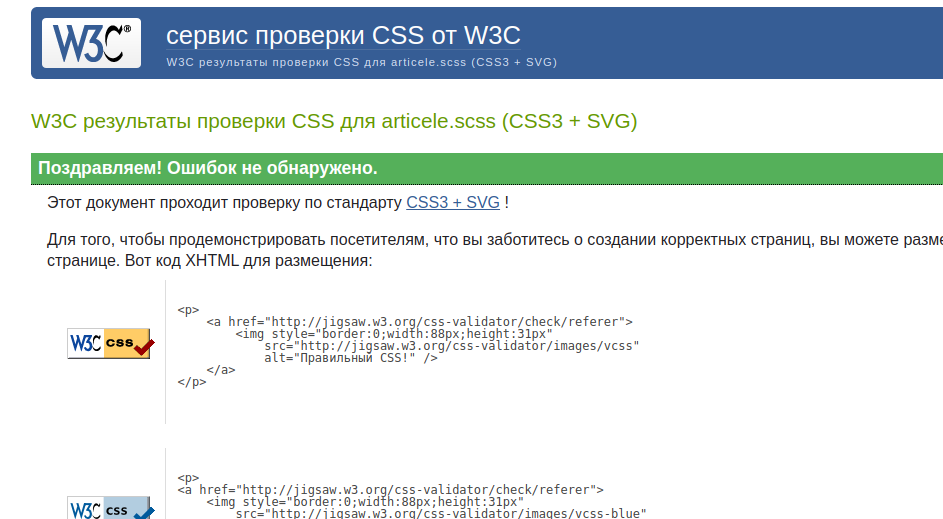 W3C®
сервис проверки CSS от W3C
W3C результаты проверки CSS для articele.scss (CSS3 + SVG)
W3C результаты проверки CSS для articele.scss (CSS3 + SVG)
Поздравляем! Ошибок не обнаружено.
Этот документ проходит проверку по стандарту CSS3 + SVG !
Для того, чтобы продемонстрировать посетителям, что вы заботитесь о создании корректных страниц, вы можете разме
странице. Вот код XHTML для размещения:
W3C css
<p>
<a href="http://jigsaw.w3.org/css-validator/check/referer">
<img style="border:0;width:88px;height:31px"
src="http://jigsaw.w3.org/css-validator/images/vcss"
alt="Правильный CSS!" />
</a>
</p>
W3C css
<p>
<a href="http://jigsaw.w3.org/css-validator/check/referer">
<img style="border:0;width:88px;height:31px"
src="http://jigsaw.w3.org/css-validator/images/vcss-blue"